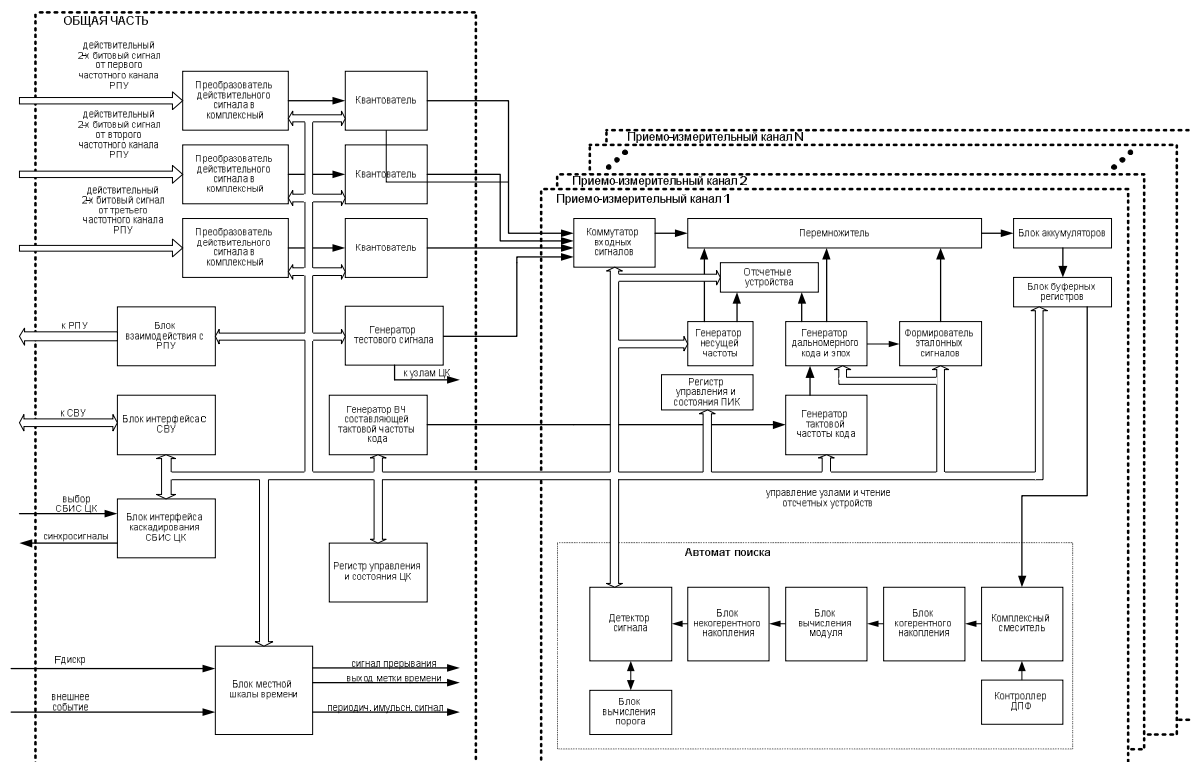 ОБЩАЯ ЧАСТЬ
действительный
2-х битовый сигнал
от первого
частотного канала
РПУ
Преобразователь
действительного
сигнала в
комплексный
Квантователь
действительный
2-х битовый сигнал
от второго
частотного канала
РПУ
Преобразователь
действительного
сигнала в
комплексный
Квантователь
действительный
2-х битовый сигнал
от третьего
частотного канала
РПУ
Преобразователь
действительного
сигнала в
комплексный
Квантователь
к РПУ
Блок
взаимодействия с
РПУ
Генератор
тестового сигнала
к узлам ЦК
к СВУ
Блок интерфейса с
СВУ
Генератор ВЧ
составляющей
тактовой частоты
кода
выбор
СБИС ЦК
синхросигналы
Блок интерфейса
каскадирования
СБИС ЦК
Регистр управления
и состояния ЦК
Fдискр
внешнее
событие
Блок местной
шкалы времени
сигнал прерывания
выход метки времени
периодич. имульсн. сигнал
Приемо-измерительный канал N
Приемо-измерительный канал 2
Приемо-измерительный канал 1
Коммутатор
входных
сигналов
Перемножитель
Блок аккумуляторов
Отсчетные
устройства
Блок буферных
регистров
Генератор
несущей
частоты
Генератор
дальномерного
кода и эпох
Формирователь
эталонных
сигналов
Регистр
управления и
состояния ПИК
Генератор
тактовой
частоты кода
управление узлами и чтение
отсчетных устройств
Автомат поиска
Детектор
сигнала
Блок
некогерентного
накопления
Блок
вычисления
модуля
Блок
когерентного
накопления
Комплексный
смеситель
Блок
вычисления
порога
Контроллер
ДПФ